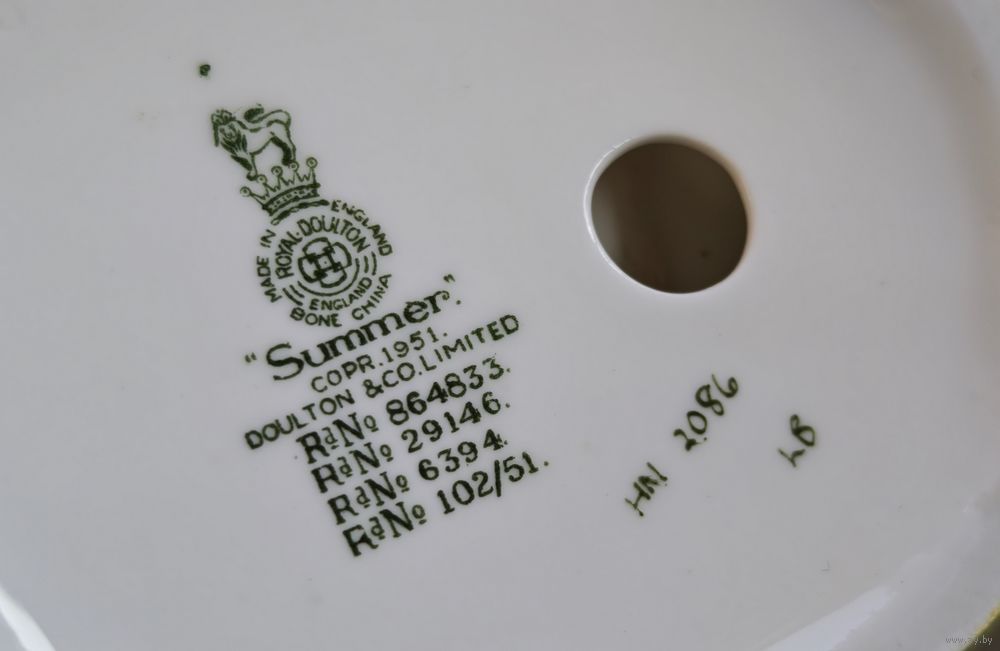 MADE IN ENGLAND
ROYAL·DOULTON
ENGLAND
BONE CHINA
"Summer".
COPR.1951.
DOULTON & CO. LIMITED
RdNo 864833.
RdNo 29146.
RdNo 6394.
RdNo 102/51.
HN 2086
LB